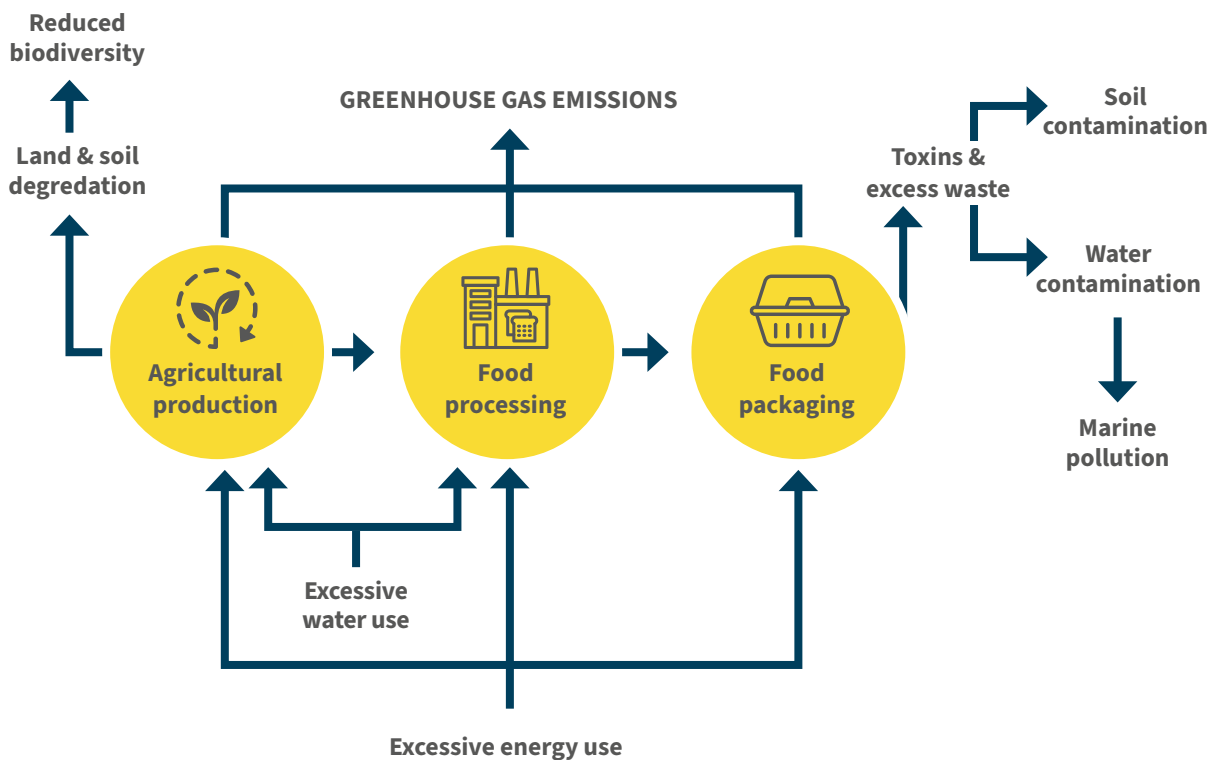 Reduced
biodiversity
GREENHOUSE GAS EMISSIONS
Soil
contamination
Land & soil
degredation
Toxins &
excess waste
Water
contamination
Agricultural
production
Food
processing
Food
packaging
Marine
pollution
Excessive
water use
Excessive energy use